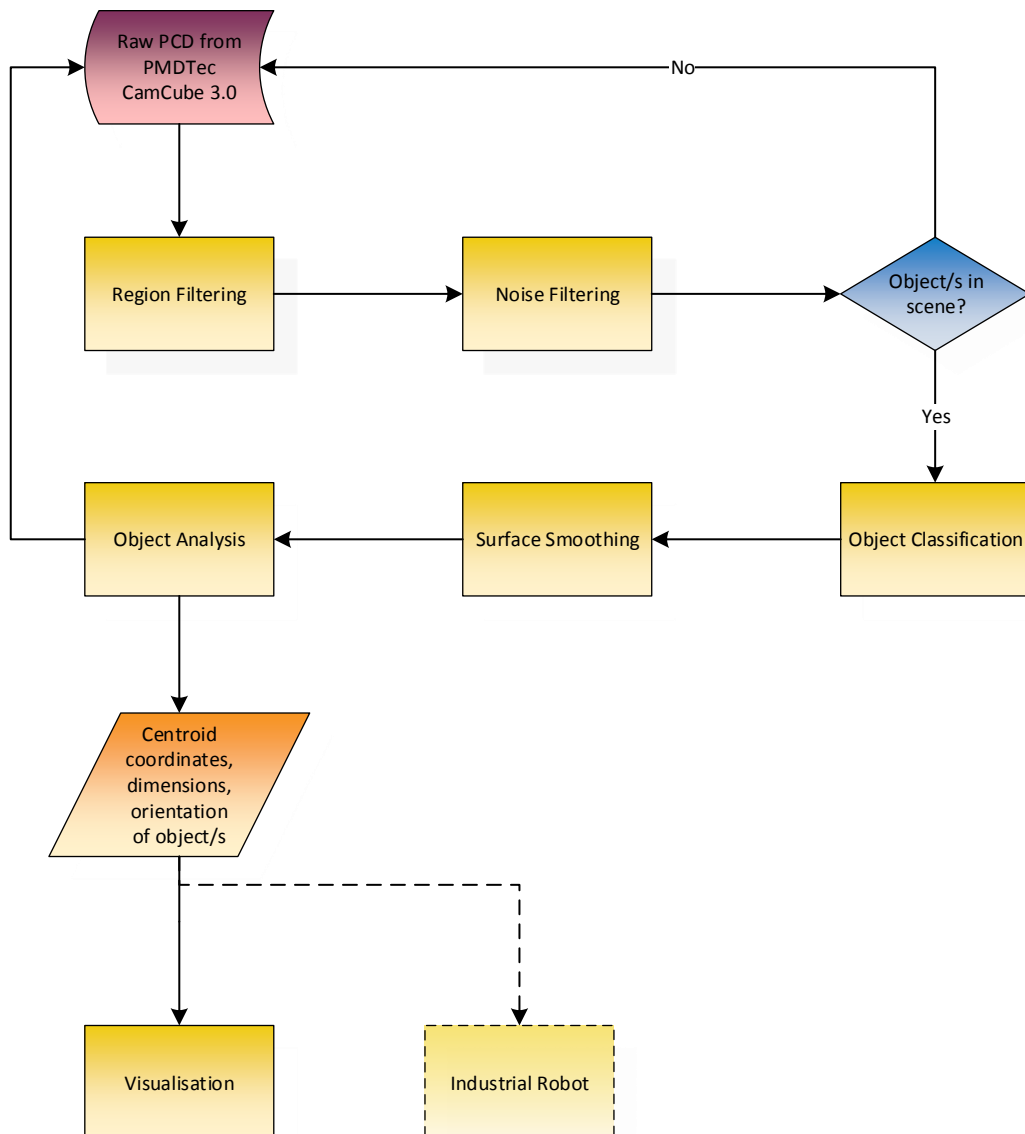 Raw PCD from
PMDTec
CamCube 3.0
No
Region Filtering
Noise Filtering
Object/s in
scene?
Yes
Object Analysis
Surface Smoothing
Object Classification
Centroid
coordinates,
dimensions,
orientation
of object/s
Visualisation
Industrial Robot